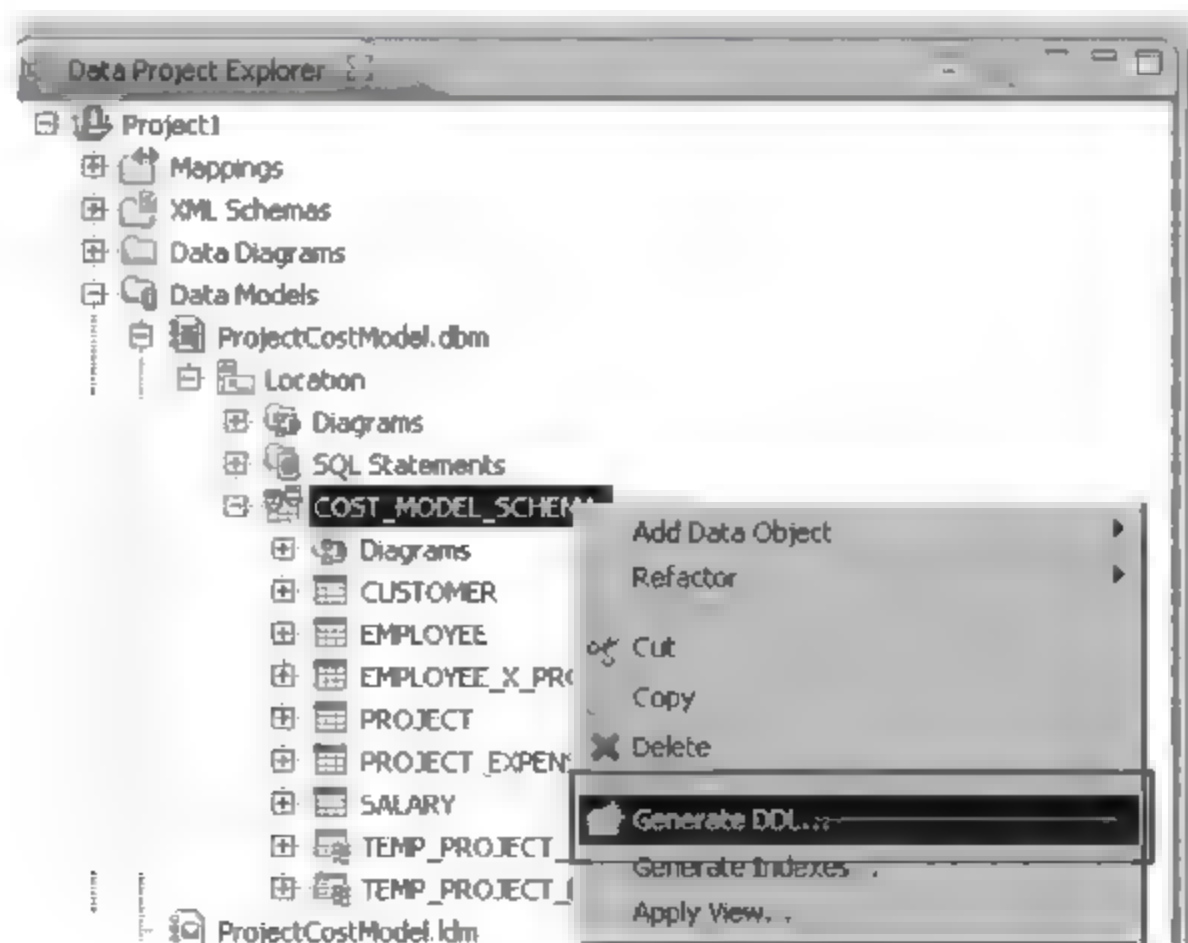 Data Project Explorer
Project1
Mappings
XML Schemas
Data Diagrams
Data Models
ProjectCostModel.dbm
Location
Diagrams
SQL Statements
COST_MODEL_SCHEMA
Diagrams
CUSTOMER
EMPLOYEE
EMPLOYEE_X_PRO
PROJECT
PROJECT_EXPEN
SALARY
TEMP_PROJECT_
TEMP_PROJECT_
ProjectCostModel.ldm
Add Data Object
Refactor
Cut
Copy
Delete
Generate DDL...
Generate Indexes...
Apply View...